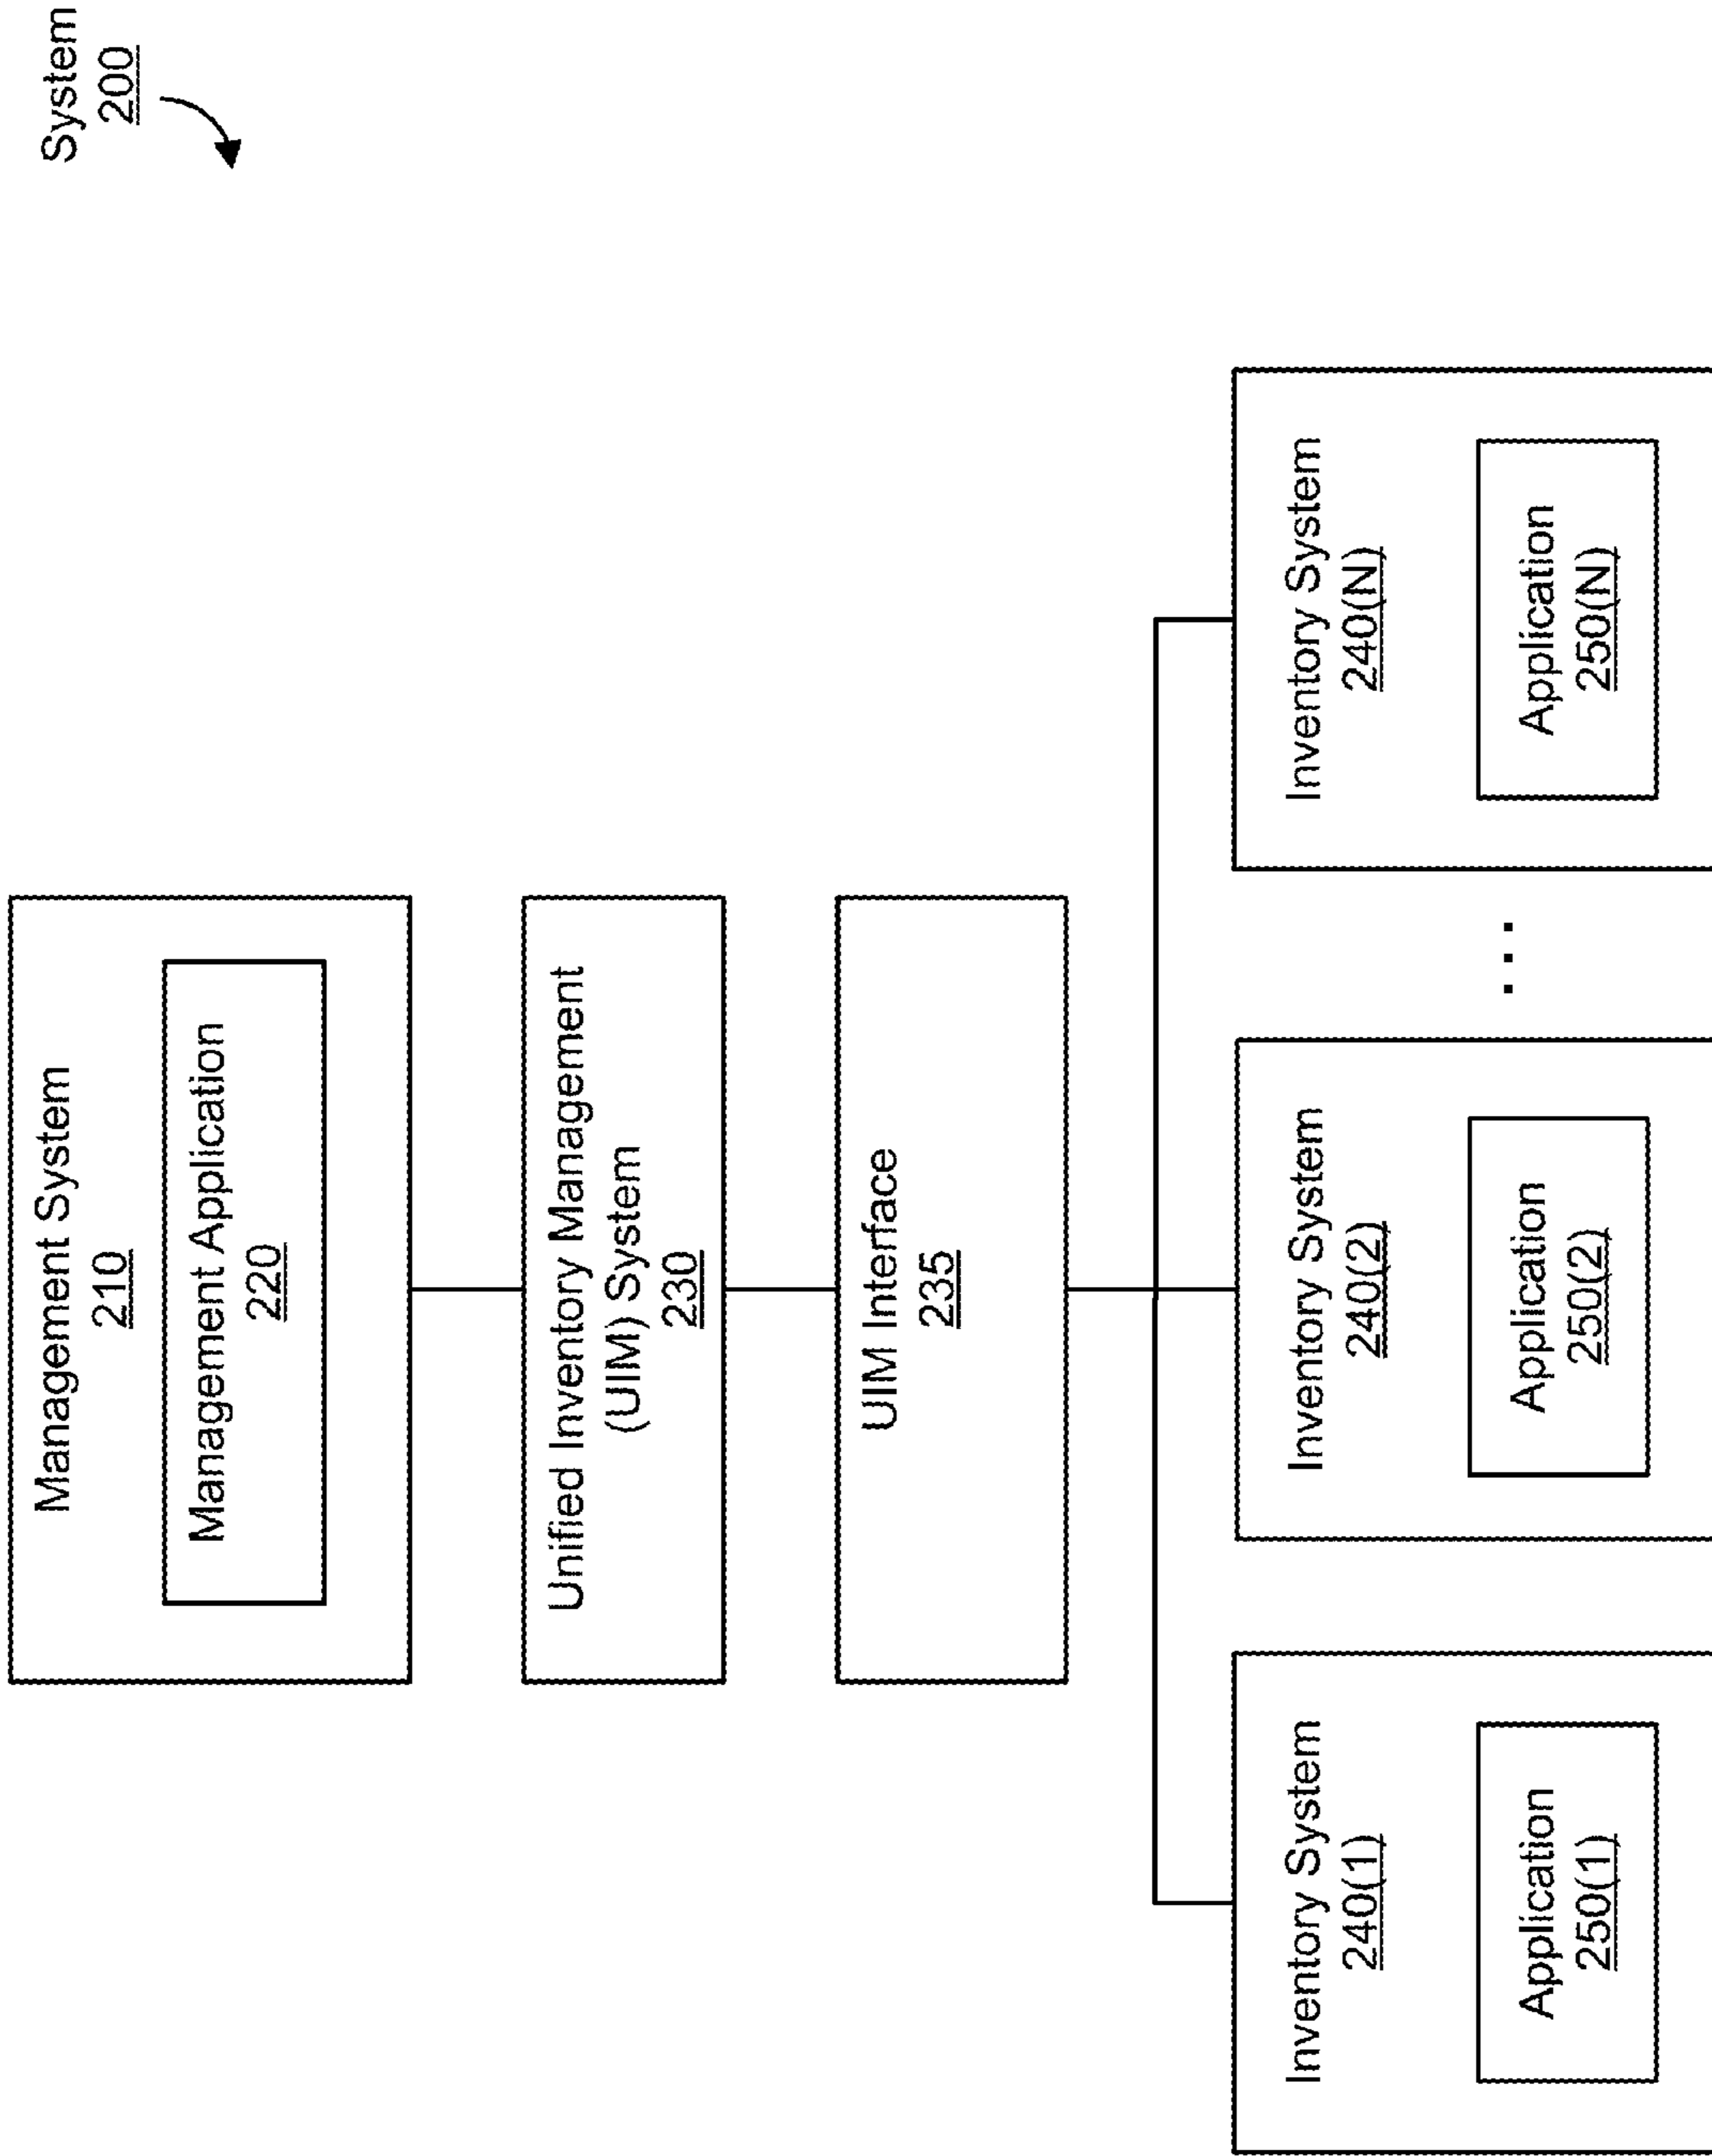 System
200
Management System
210
Management Application
220
Unified Inventory Management
(UIM) System
230
UIM Interface
235
Inventory System
240(1)
Application
250(1)
Inventory System
240(2)
Application
250(2)
...
Inventory System
240(N)
Application
250(N)